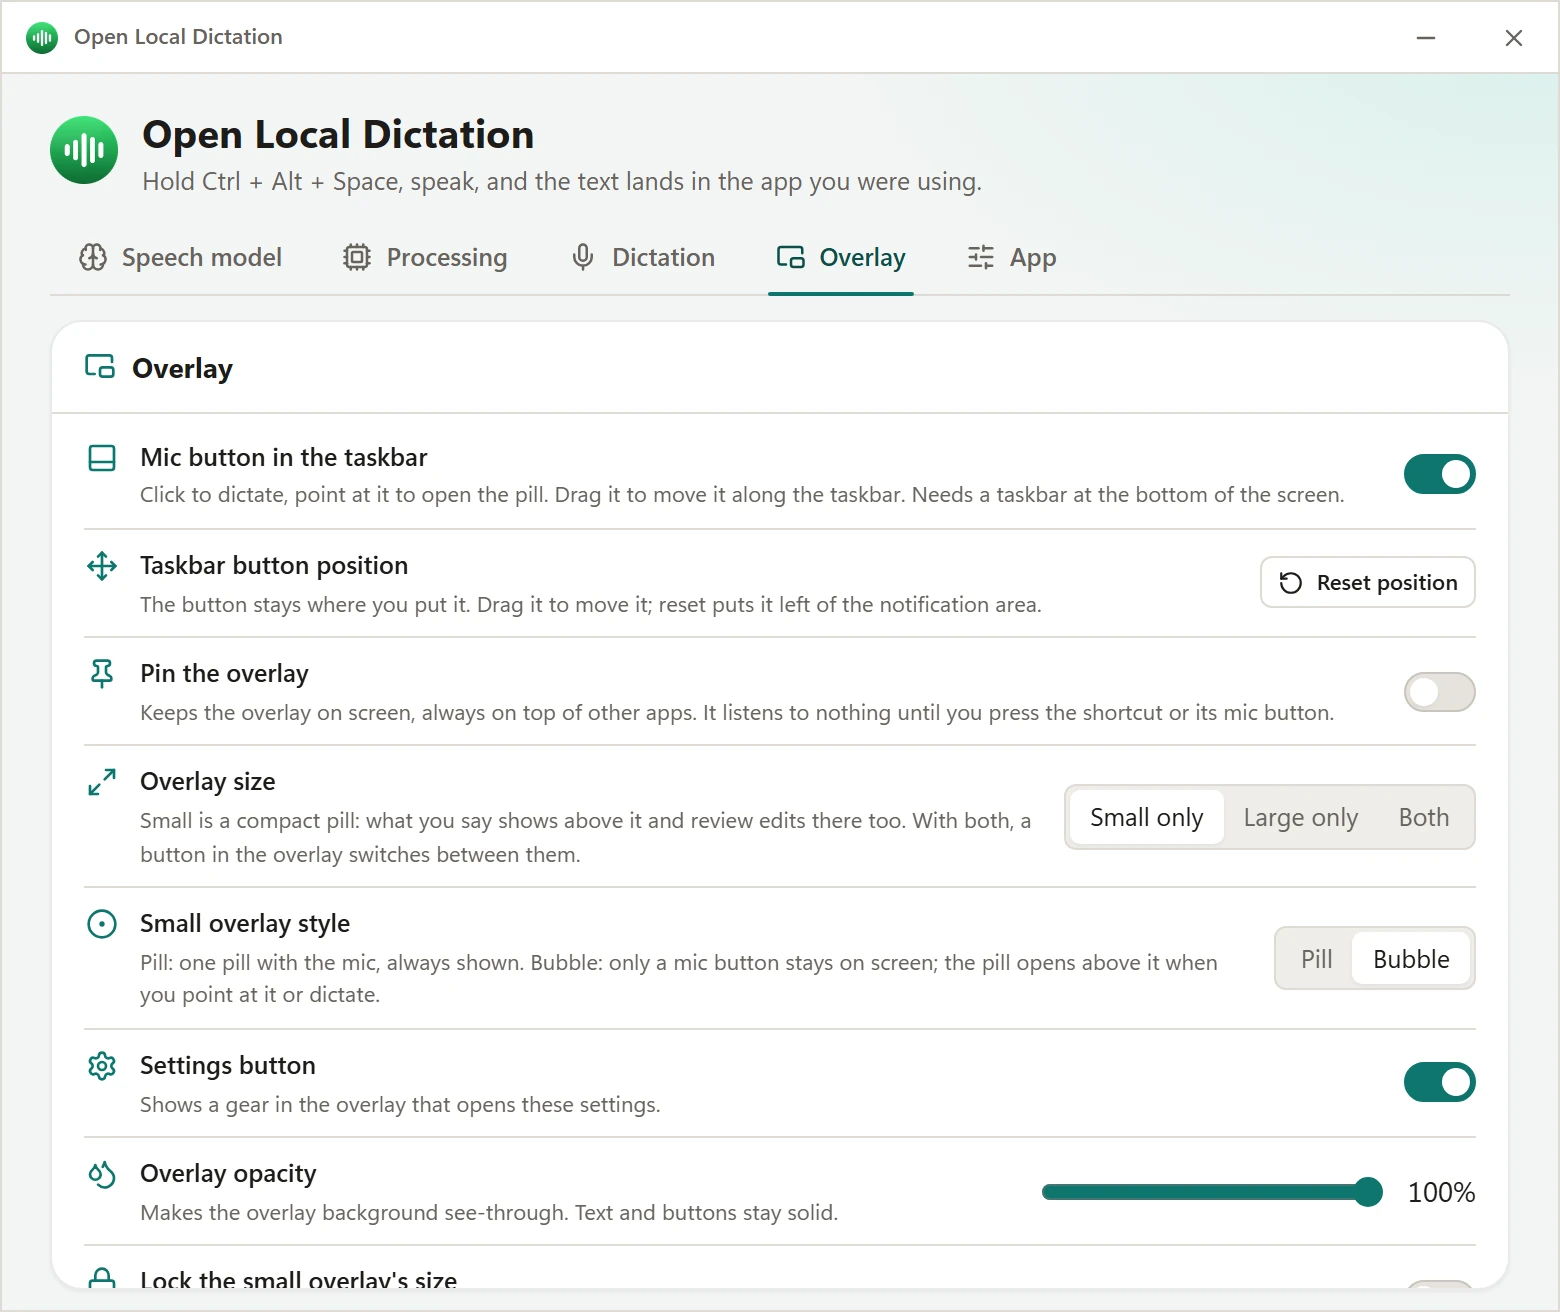 Open Local Dictation
Open Local Dictation
Hold Ctrl + Alt + Space, speak, and the text lands in the app you were using.
Speech model
Processing
Dictation
Overlay
App
Overlay
Mic button in the taskbar
Click to dictate, point at it to open the pill. Drag it to move it along the taskbar. Needs a taskbar at the bottom of the screen.
Taskbar button position
The button stays where you put it. Drag it to move it; reset puts it left of the notification area.
Reset position
Pin the overlay
Keeps the overlay on screen, always on top of other apps. It listens to nothing until you press the shortcut or its mic button.
Overlay size
Small is a compact pill: what you say shows above it and review edits there too. With both, a
button in the overlay switches between them.
Small only
Large only
Both
Small overlay style
Pill: one pill with the mic, always shown. Bubble: only a mic button stays on screen; the pill opens above it when
you point at it or dictate.
Pill
Bubble
Settings button
Shows a gear in the overlay that opens these settings.
Overlay opacity
Makes the overlay background see-through. Text and buttons stay solid.
100%
Lock the small overlay's size